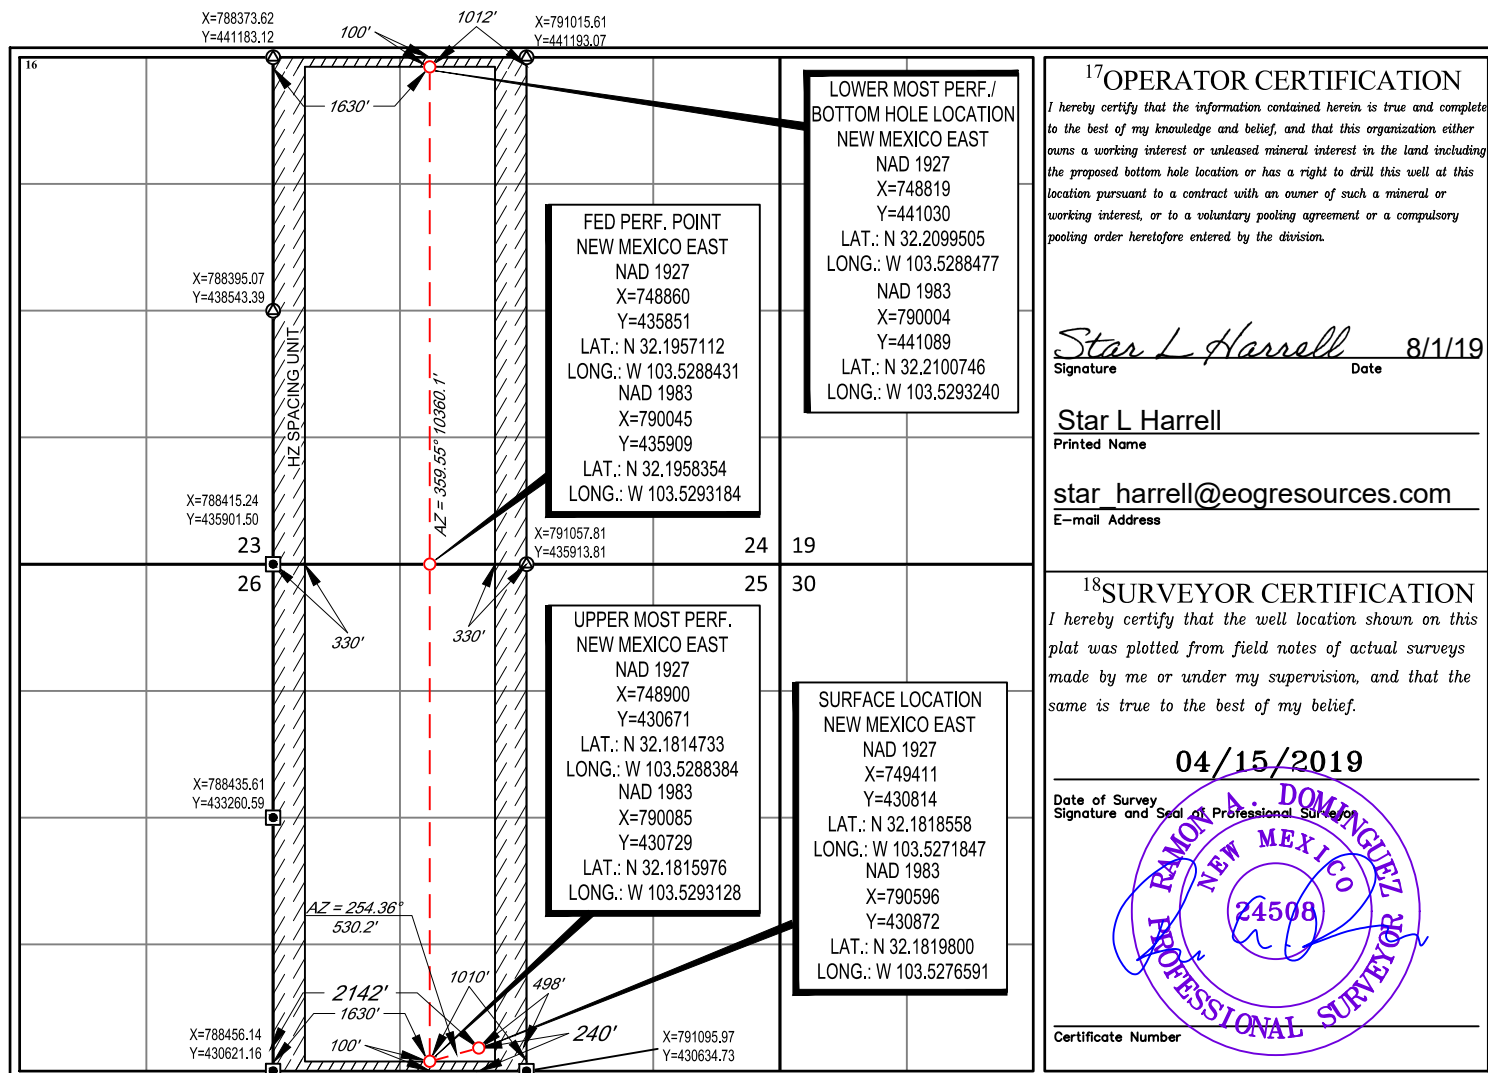 X=788373.62
Y=441183.12
100'
1012'
X=791015.61
Y=441193.07
16
1630'
LOWER MOST PERF./
BOTTOM HOLE LOCATION
NEW MEXICO EAST
NAD 1927
X=748819
Y=441030
LAT.: N 32.2099505
LONG.: W 103.5288477
NAD 1983
X=790004
Y=441089
LAT.: N 32.2100746
LONG.: W 103.5293240
FED PERF. POINT
NEW MEXICO EAST
NAD 1927
X=748860
Y=435851
LAT.: N 32.1957112
LONG.: W 103.5288431
NAD 1983
X=790045
Y=435909
LAT.: N 32.1958354
LONG.: W 103.5293184
X=788395.07
Y=438543.39
HZ SPACING UNIT
AZ = 359.55° 10360.1'
X=788415.24
Y=435901.50
X=791057.81
Y=435913.81
23
24
19
26
25
30
330'
330'
UPPER MOST PERF.
NEW MEXICO EAST
NAD 1927
X=748900
Y=430671
LAT.: N 32.1814733
LONG.: W 103.5288384
NAD 1983
X=790085
Y=430729
LAT.: N 32.1815976
LONG.: W 103.5293128
SURFACE LOCATION
NEW MEXICO EAST
NAD 1927
X=749411
Y=430814
LAT.: N 32.1818558
LONG.: W 103.5271847
NAD 1983
X=790596
Y=430872
LAT.: N 32.1819800
LONG.: W 103.5276591
X=788435.61
Y=433260.59
AZ = 254.36°
530.2'
1010'
498'
2142'
1630'
240'
100'
X=788456.14
Y=430621.16
X=791095.97
Y=430634.73
17 OPERATOR CERTIFICATION
I hereby certify that the information contained herein is true and complete
to the best of my knowledge and belief, and that this organization either
owns a working interest or unleased mineral interest in the land including
the proposed bottom hole location or has a right to drill this well at this
location pursuant to a contract with an owner of such a mineral or
working interest, or to a voluntary pooling agreement or a compulsory
pooling order heretofore entered by the division.
Star L Harrell 8/1/19
Signature Date
Star L Harrell
Printed Name
star_harrell@eogresources.com
E-mail Address
18 SURVEYOR CERTIFICATION
I hereby certify that the well location shown on this
plat was plotted from field notes of actual surveys
made by me or under my supervision, and that the
same is true to the best of my belief.
04/15/2019
Date of Survey
Signature and Seal of Professional Surveyor
RAMON A. DOMINGUEZ
NEW MEXICO
24508
PROFESSIONAL SURVEYOR
Certificate Number